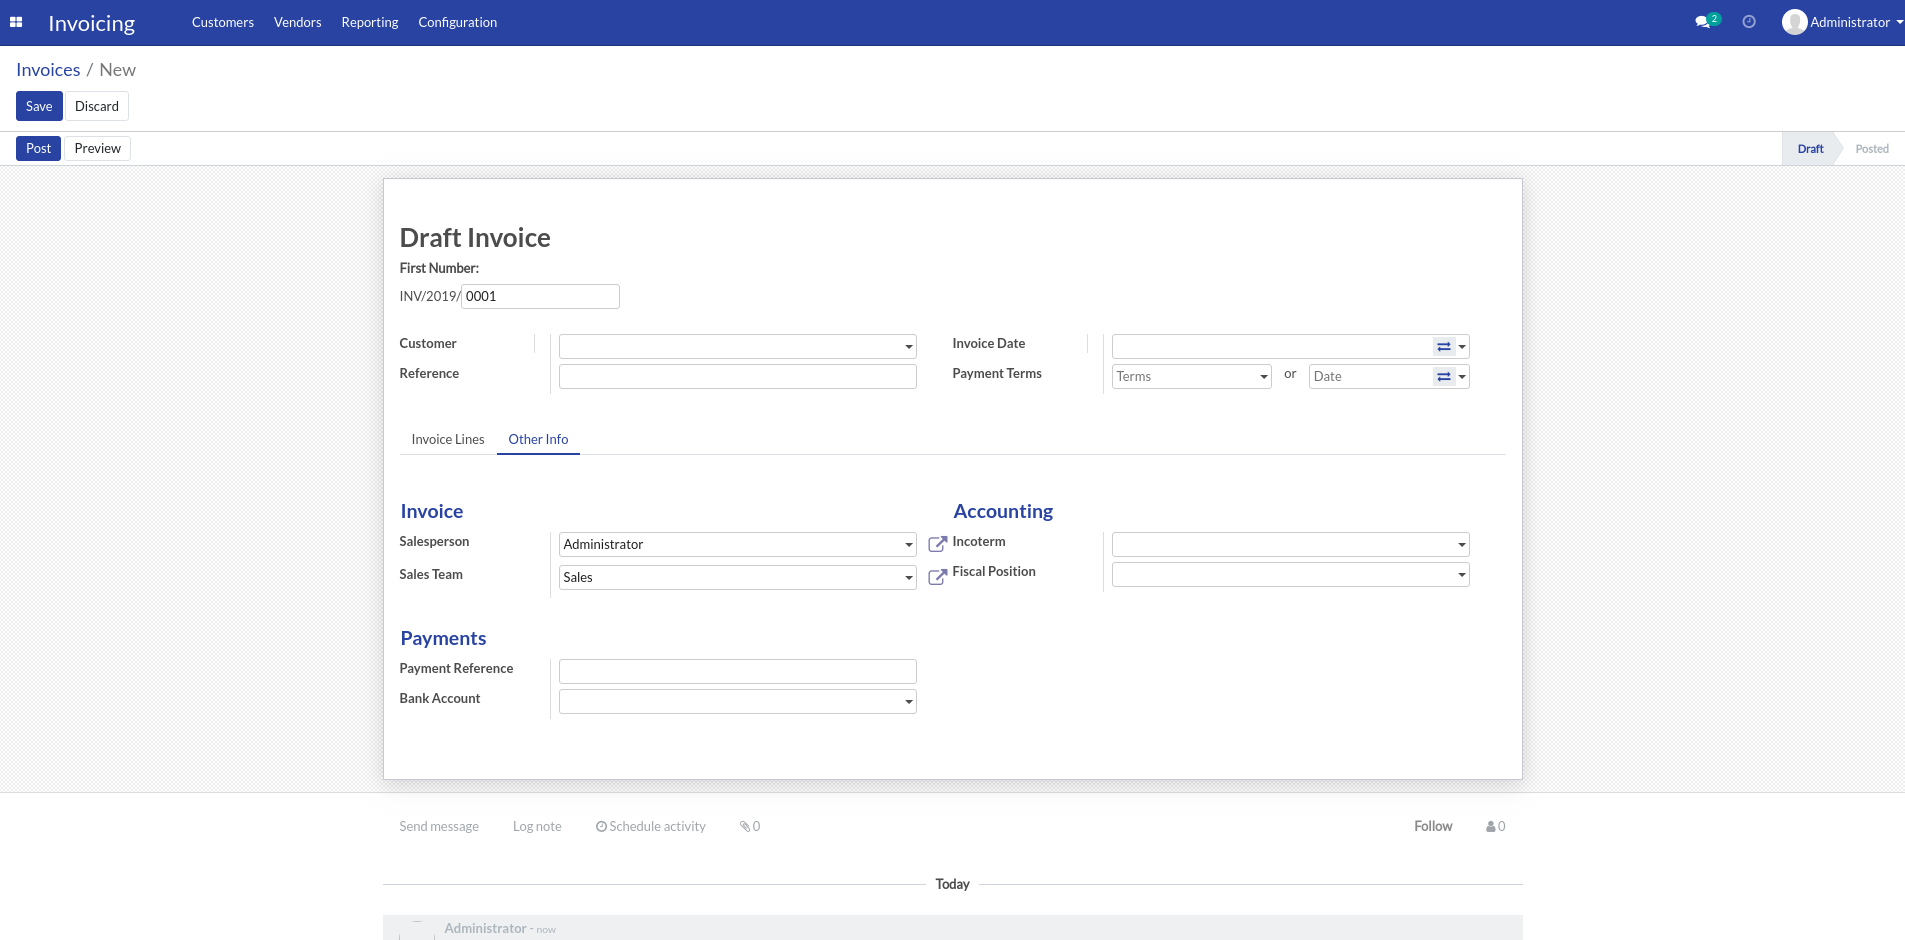 Invoicing Customers Vendors Reporting Configuration 2 Administrator
Invoices / New
Save Discard
Post Preview Draft Posted
Draft Invoice
First Number:
INV/2019/ 0001
Customer Invoice Date
Reference Payment Terms Terms or Date
Invoice Lines Other Info
Invoice Accounting
Salesperson Administrator Incoterm
Sales Team Sales Fiscal Position
Payments
Payment Reference
Bank Account
Send message Log note Schedule activity 0 Follow 0
Today
Administrator - now